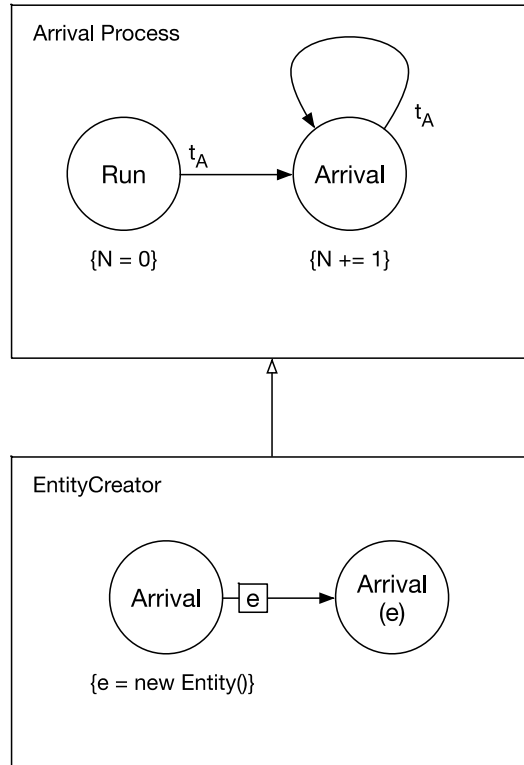 Arrival Process
t_A
t_A
Run
Arrival
{N = 0}
{N += 1}
EntityCreator
Arrival
e
Arrival
(e)
{e = new Entity()}